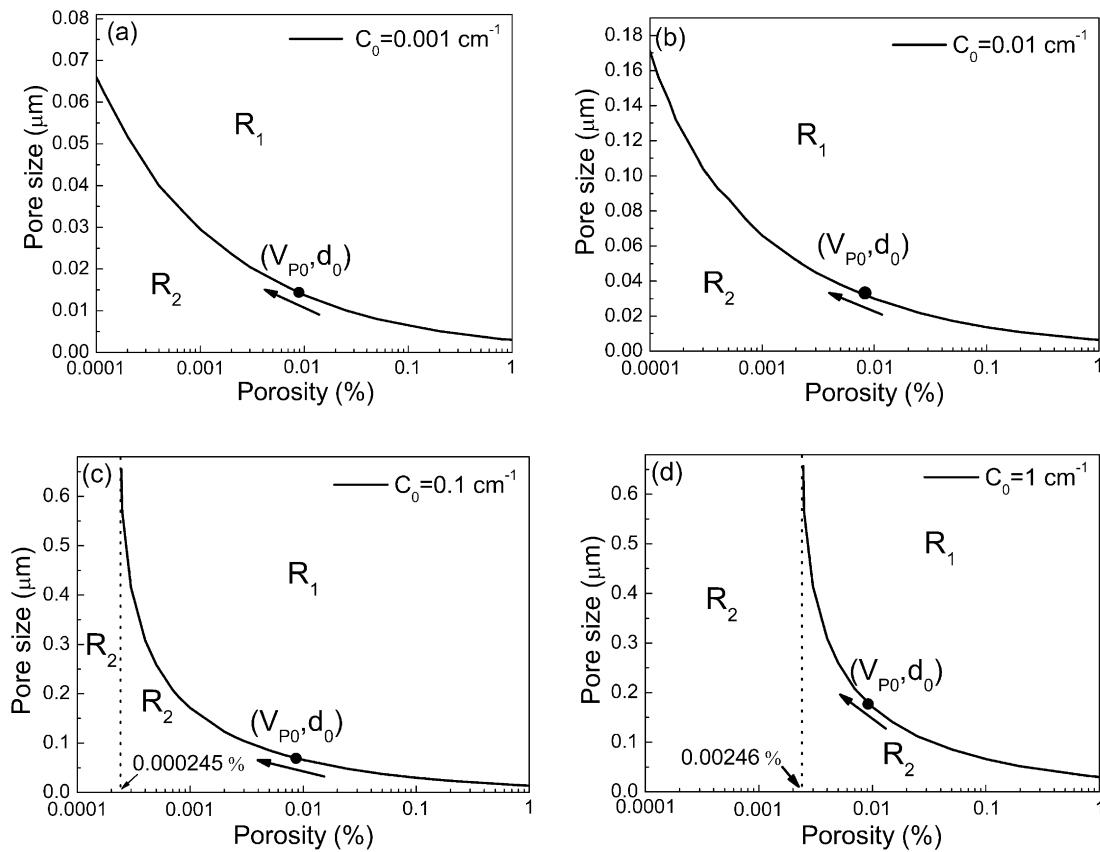 (a)
C0=0.001 cm-1
0.08
0.07
0.06
0.05
0.04
0.03
0.02
0.01
0.00
Pore size (μm)
R1
R2
(VP0,d0)
0.0001
0.001
0.01
0.1
1
Porosity (%)
(b)
C0=0.01 cm-1
0.18
0.16
0.14
0.12
0.10
0.08
0.06
0.04
0.02
0.00
Pore size (μm)
R1
R2
(VP0,d0)
0.0001
0.001
0.01
0.1
1
Porosity (%)
(c)
C0=0.1 cm-1
0.6
0.5
0.4
0.3
0.2
0.1
0.0
Pore size (μm)
R1
R2
R2
(VP0,d0)
0.000245 %
0.0001
0.001
0.01
0.1
1
Porosity (%)
(d)
C0=1 cm-1
0.6
0.5
0.4
0.3
0.2
0.1
0.0
Pore size (μm)
R1
R2
(VP0,d0)
R2
0.00246 %
0.0001
0.001
0.01
0.1
1
Porosity (%)